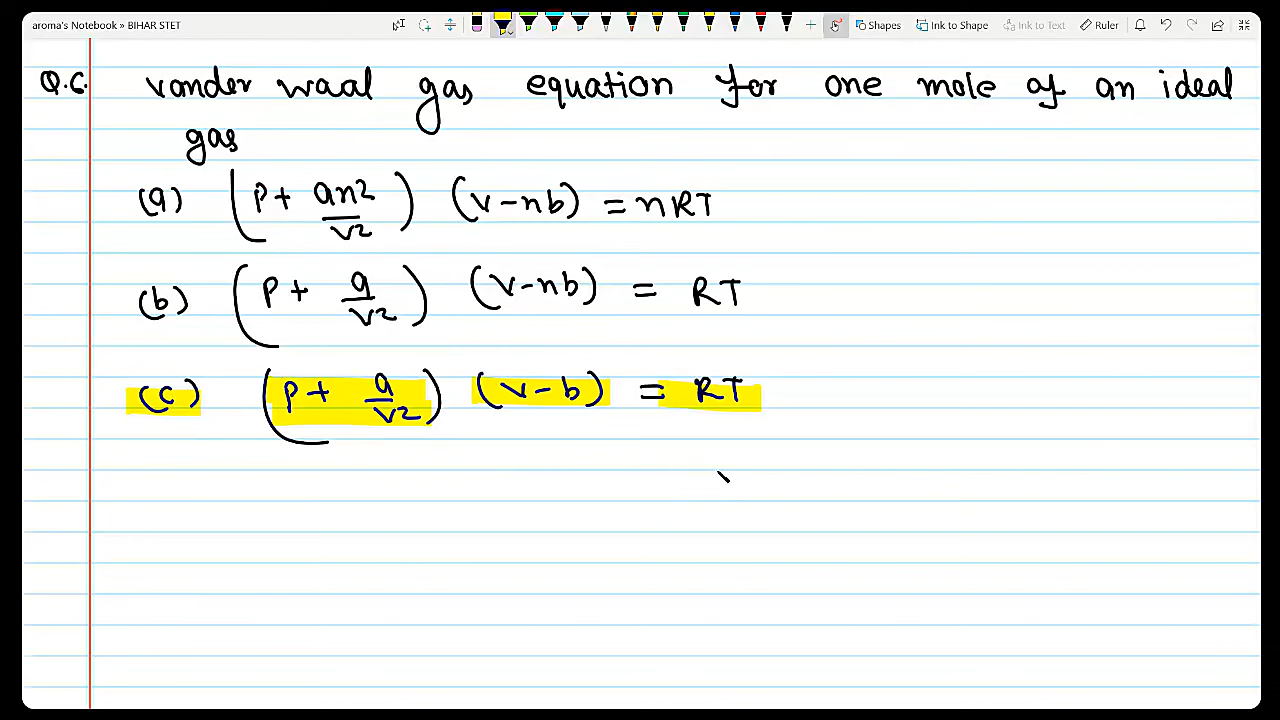 aroma's Notebook » BIHAR STET
Shapes Ink to Shape Ink to Text Ruler
Q.6. vander waal gas equation for one mole of an ideal
gas
(a) (P + an²/v²) (v-nb) = nRT
(b) (P + a/v²) (v-nb) = RT
(c) (P + a/v²) (v-b) = RT